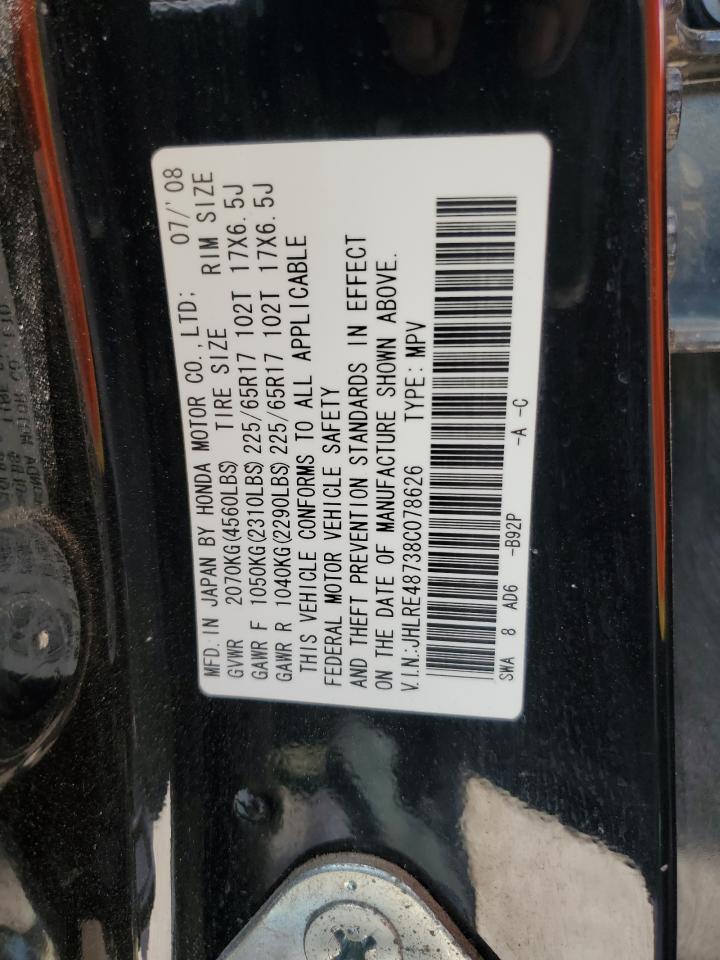 MFD. IN JAPAN BY HONDA MOTOR CO., LTD; 07/'08
GVWR 2070KG(4560LBS) TIRE SIZE RIM SIZE
GAWR F 1050KG(2310LBS) 225/65R17 102T 17X6.5J
GAWR R 1040KG(2290LBS) 225/65R17 102T 17X6.5J
THIS VEHICLE CONFORMS TO ALL APPLICABLE
FEDERAL MOTOR VEHICLE SAFETY
AND THEFT PREVENTION STANDARDS IN EFFECT
ON THE DATE OF MANUFACTURE SHOWN ABOVE.
V.I.N.:JHLRE48738C078626 TYPE: MPV
SWA 8 AD6 -B92P -A -C